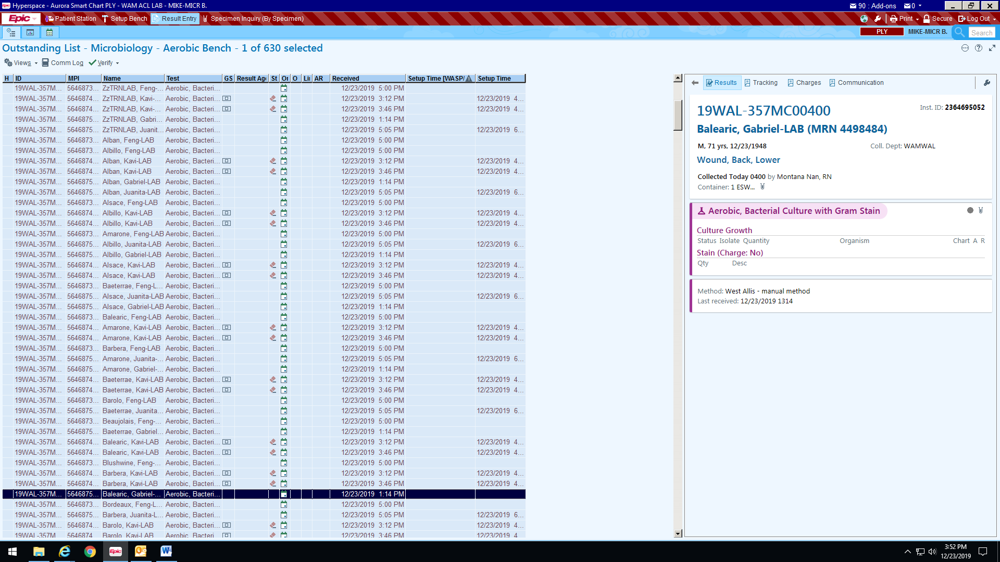 Epic Hyperspace - Aurora Smart Chart PLY - WAM ACL LAB - MIKE-MICR B. 90 : Add-ons 0
Epic Patient Station Setup Bench Result Entry Specimen Inquiry (By Specimen) Print Secure Log Out
PLY MIKE-MICR B. Search
Outstanding List - Microbiology - Aerobic Bench - 1 of 630 selected
Views Comm Log Verify
H ID MPI Name Test GS Result Ag St Or O Li AR Received Setup Time [WASP/ Setup Time
19WAL-357M... 5646873... ZzTRNLAB, Feng-... Aerobic, Bacteri... 12/23/2019 5:00 PM
19WAL-357M... 5646874... ZzTRNLAB, Kavi-... Aerobic, Bacteri... 12/23/2019 3:12 PM 12/23/2019 4...
19WAL-357M... 5646874... ZzTRNLAB, Kavi-... Aerobic, Bacteri... 12/23/2019 3:46 PM 12/23/2019 4...
19WAL-357M... 5646875... ZzTRNLAB, Gabri... Aerobic, Bacteri... 12/23/2019 1:14 PM
19WAL-357M... 5646875... ZzTRNLAB, Juanit... Aerobic, Bacteri... 12/23/2019 5:05 PM 12/23/2019 6...
19WAL-357M... 5646873... Alban, Feng-LAB Aerobic, Bacteri... 12/23/2019 5:00 PM
19WAL-357M... 5646873... Albillo, Feng-LAB Aerobic, Bacteri... 12/23/2019 5:00 PM
19WAL-357M... 5646874... Alban, Kavi-LAB Aerobic, Bacteri... 12/23/2019 3:12 PM 12/23/2019 4...
19WAL-357M... 5646874... Alban, Kavi-LAB Aerobic, Bacteri... 12/23/2019 3:46 PM 12/23/2019 4...
19WAL-357M... 5646875... Alban, Gabriel-LAB Aerobic, Bacteri... 12/23/2019 1:14 PM
19WAL-357M... 5646875... Alban, Juanita-LAB Aerobic, Bacteri... 12/23/2019 5:05 PM 12/23/2019 6...
19WAL-357M... 5646873... Alsace, Feng-LAB Aerobic, Bacteri... 12/23/2019 5:00 PM
19WAL-357M... 5646874... Albillo, Kavi-LAB Aerobic, Bacteri... 12/23/2019 3:12 PM 12/23/2019 4...
19WAL-357M... 5646874... Albillo, Kavi-LAB Aerobic, Bacteri... 12/23/2019 3:46 PM 12/23/2019 4...
19WAL-357M... 5646873... Amarone, Feng-LAB Aerobic, Bacteri... 12/23/2019 5:00 PM
19WAL-357M... 5646875... Albillo, Juanita-LAB Aerobic, Bacteri... 12/23/2019 5:05 PM 12/23/2019 6...
19WAL-357M... 5646875... Albillo, Gabriel-LAB Aerobic, Bacteri... 12/23/2019 1:14 PM
19WAL-357M... 5646874... Alsace, Kavi-LAB Aerobic, Bacteri... 12/23/2019 3:12 PM 12/23/2019 4...
19WAL-357M... 5646874... Alsace, Kavi-LAB Aerobic, Bacteri... 12/23/2019 3:46 PM 12/23/2019 4...
19WAL-357M... 5646873... Baeterrae, Feng-L... Aerobic, Bacteri... 12/23/2019 5:00 PM
19WAL-357M... 5646875... Alsace, Juanita-LAB Aerobic, Bacteri... 12/23/2019 5:05 PM 12/23/2019 6...
19WAL-357M... 5646875... Alsace, Gabriel-LAB Aerobic, Bacteri... 12/23/2019 1:14 PM
19WAL-357M... 5646873... Balearic, Feng-LAB Aerobic, Bacteri... 12/23/2019 5:00 PM
19WAL-357M... 5646874... Amarone, Kavi-LAB Aerobic, Bacteri... 12/23/2019 3:12 PM 12/23/2019 4...
19WAL-357M... 5646874... Amarone, Kavi-LAB Aerobic, Bacteri... 12/23/2019 3:46 PM 12/23/2019 4...
19WAL-357M... 5646873... Barbera, Feng-LAB Aerobic, Bacteri... 12/23/2019 5:00 PM
19WAL-357M... 5646875... Amarone, Juanita-... Aerobic, Bacteri... 12/23/2019 5:05 PM 12/23/2019 6...
19WAL-357M... 5646875... Amarone, Gabriel-... Aerobic, Bacteri... 12/23/2019 1:14 PM
19WAL-357M... 5646874... Baeterrae, Kavi-LAB Aerobic, Bacteri... 12/23/2019 3:12 PM 12/23/2019 4...
19WAL-357M... 5646874... Baeterrae, Kavi-LAB Aerobic, Bacteri... 12/23/2019 3:46 PM 12/23/2019 4...
19WAL-357M... 5646873... Barolo, Feng-LAB Aerobic, Bacteri... 12/23/2019 5:00 PM
19WAL-357M... 5646875... Baeterrae, Juanita... Aerobic, Bacteri... 12/23/2019 5:05 PM 12/23/2019 6...
19WAL-357M... 5646873... Beaujolais, Feng-... Aerobic, Bacteri... 12/23/2019 5:00 PM
19WAL-357M... 5646875... Baeterrae, Gabriel... Aerobic, Bacteri... 12/23/2019 1:14 PM
19WAL-357M... 5646874... Balearic, Kavi-LAB Aerobic, Bacteri... 12/23/2019 3:12 PM 12/23/2019 4...
19WAL-357M... 5646874... Balearic, Kavi-LAB Aerobic, Bacteri... 12/23/2019 3:46 PM 12/23/2019 4...
19WAL-357M... 5646873... Blushwine, Feng-... Aerobic, Bacteri... 12/23/2019 5:00 PM
19WAL-357M... 5646874... Barbera, Kavi-LAB Aerobic, Bacteri... 12/23/2019 3:12 PM 12/23/2019 4...
19WAL-357M... 5646874... Barbera, Kavi-LAB Aerobic, Bacteri... 12/23/2019 3:46 PM 12/23/2019 4...
19WAL-357M... 5646875... Balearic, Gabriel-... Aerobic, Bacteri... 12/23/2019 1:14 PM
19WAL-357M... 5646873... Bordeaux, Feng-L... Aerobic, Bacteri... 12/23/2019 5:00 PM
19WAL-357M... 5646875... Barbera, Juanita-L... Aerobic, Bacteri... 12/23/2019 5:05 PM 12/23/2019 6...
19WAL-357M... 5646874... Barolo, Kavi-LAB Aerobic, Bacteri... 12/23/2019 3:12 PM 12/23/2019 4...
19WAL-357M 5646874 Barolo, Kavi-LAB Aerobic, Bacteri 12/23/2019 3:46 PM 12/23/2019 4
Results Tracking Charges Communication
19WAL-357MC00400 Inst. ID: 2364695052
Balearic, Gabriel-LAB (MRN 4498484)
M, 71 yrs, 12/23/1948 Coll. Dept: WAMWAL
Wound, Back, Lower
Collected Today 0400 by Montana Nan, RN
Container: 1 ESW...
Aerobic, Bacterial Culture with Gram Stain
Culture Growth
Status Isolate Quantity Organism Chart A R
Stain (Charge: No)
Qty Desc
Method: West Allis - manual method
Last received: 12/23/2019 1314
Epic
3:52 PM
12/23/2019